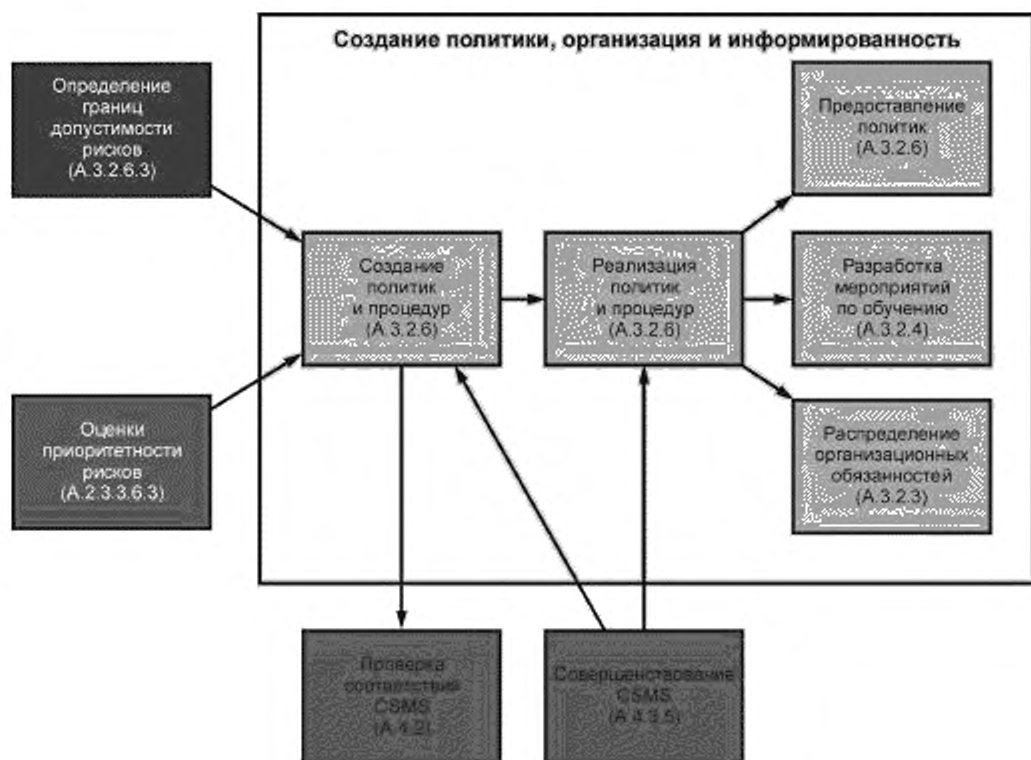 Создание политики, организация и информированность
Определение
границ
допустимости
рисков
(A.3.2.6.3)
Предоставление
политик
(A.3.2.6)
Создание
политик
и процедур
(A.3.2.6)
Реализация
политик
и процедур
(A.3.2.6)
Разработка
мероприятий
по обучению
(A.3.2.4)
Оценки
приоритетности
рисков
(A.2.3.3.6.3)
Распределение
организационных
обязанностей
(A.3.2.3)
Проверка
соответствия
CSMS
(A.4.2)
Совершенствование
CSMS
(A.4.3.5)